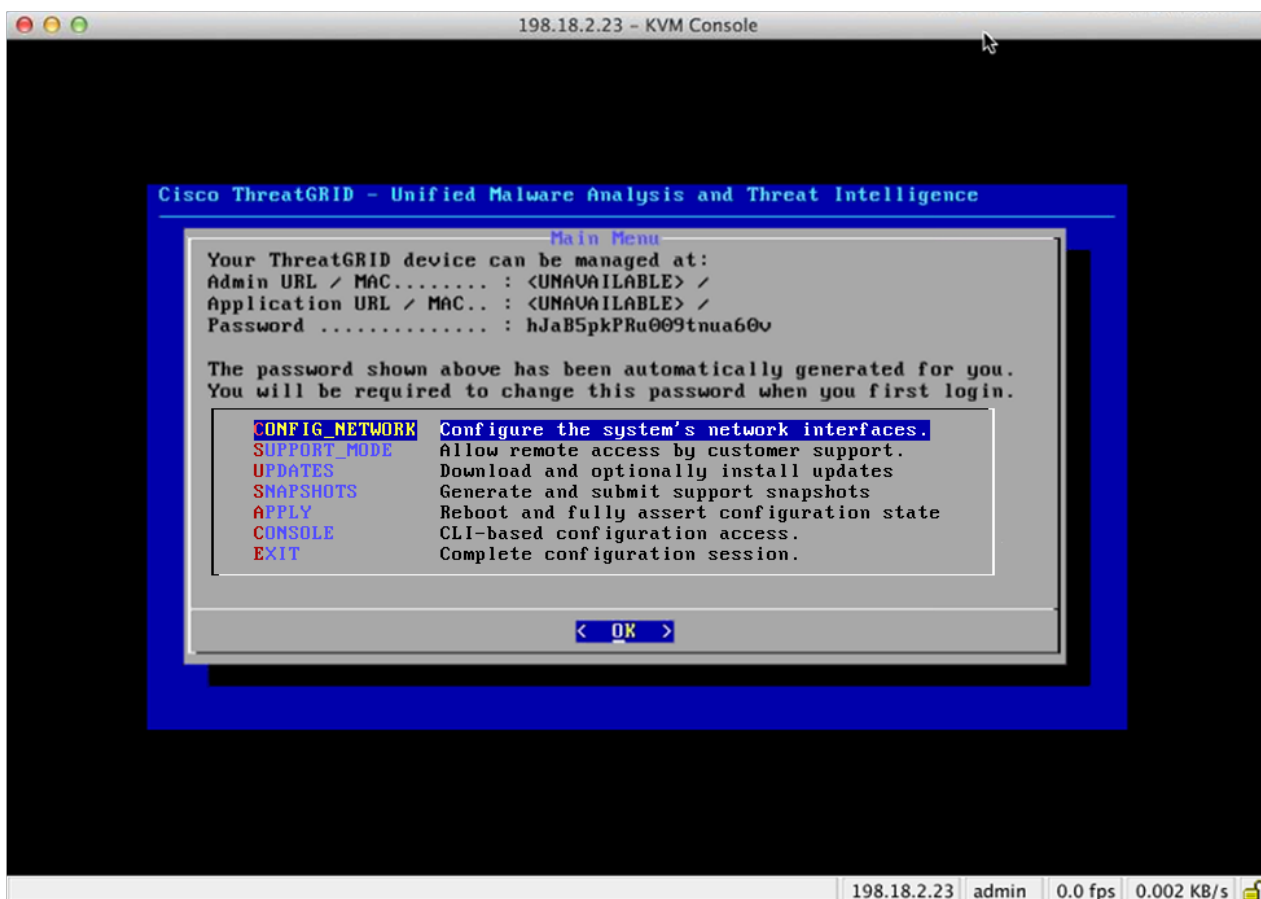 198.18.2.23 – KVM Console
Cisco ThreatGRID - Unified Malware Analysis and Threat Intelligence
Main Menu
Your ThreatGRID device can be managed at:
Admin URL / MAC........ : <UNAVAILABLE> /
Application URL / MAC.. : <UNAVAILABLE> /
Password .............. : hJaB5pkPRu009tnua60v
The password shown above has been automatically generated for you.
You will be required to change this password when you first login.
CONFIG_NETWORK Configure the system's network interfaces.
SUPPORT_MODE Allow remote access by customer support.
UPDATES Download and optionally install updates
SNAPSHOTS Generate and submit support snapshots
APPLY Reboot and fully assert configuration state
CONSOLE CLI-based configuration access.
EXIT Complete configuration session.
< OK >
198.18.2.23 admin 0.0 fps 0.002 KB/s